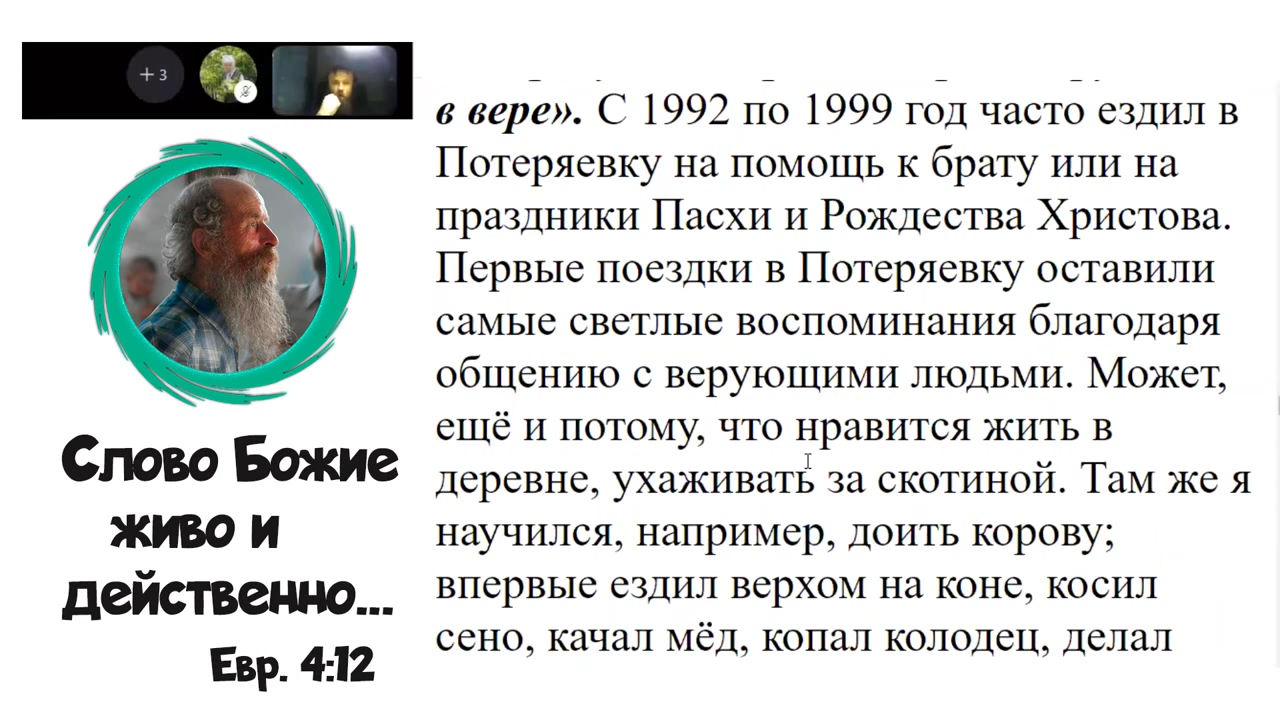 + 3
в вере». С 1992 по 1999 год часто ездил в
Потеряевку на помощь к брату или на
праздники Пасхи и Рождества Христова.
Первые поездки в Потеряевку оставили
самые светлые воспоминания благодаря
общению с верующими людьми. Может,
ещё и потому, что нравится жить в
деревне, ухаживать за скотиной. Там же я
научился, например, доить корову;
впервые ездил верхом на коне, косил
сено, качал мёд, копал колодец, делал
Слово Божие
живо и
действенно...
Евр. 4:12